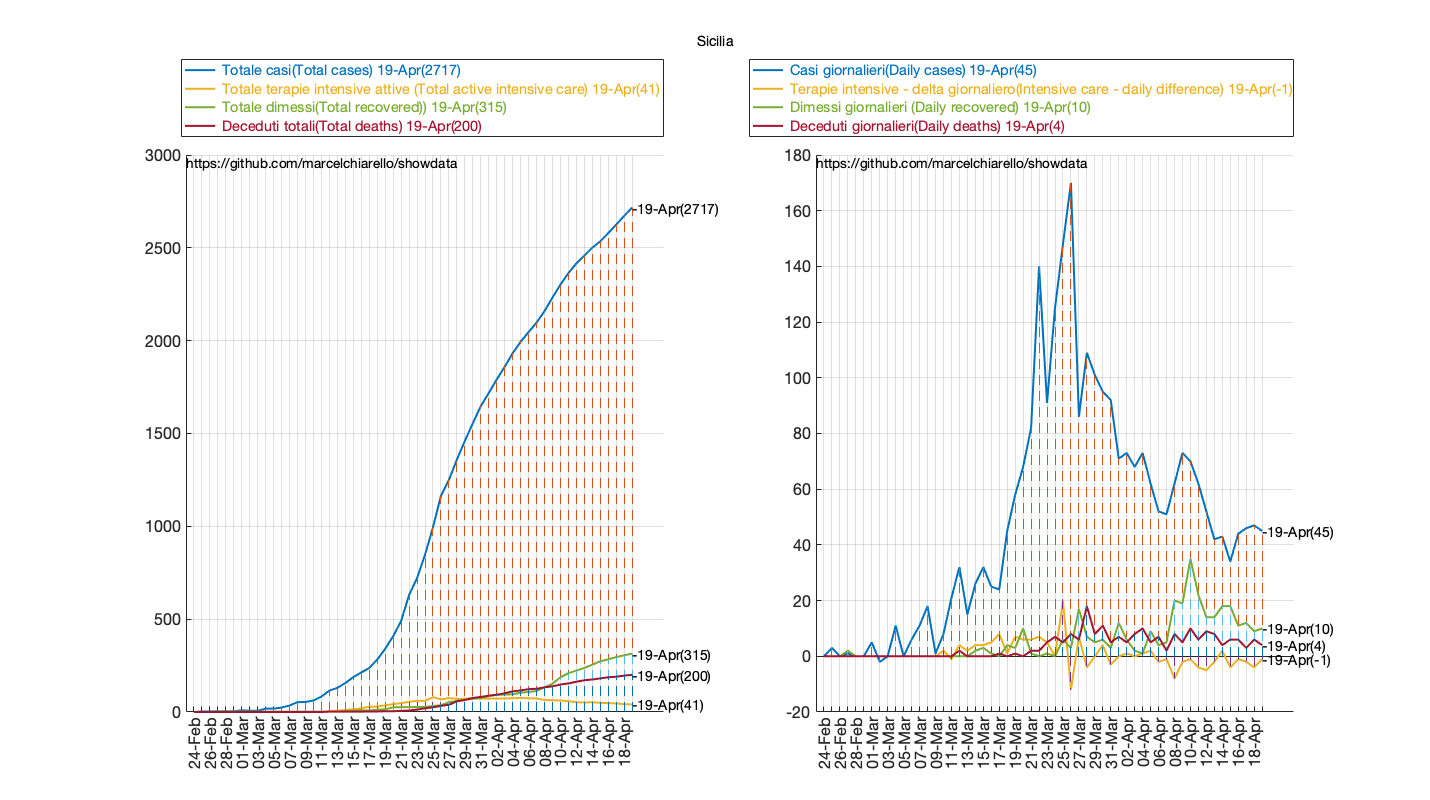 Sicilia
Totale casi(Total cases) 19-Apr(2717)
Totale terapie intensive attive (Total active intensive care) 19-Apr(41)
Totale dimessi(Total recovered)) 19-Apr(315)
Deceduti totali(Total deaths) 19-Apr(200)
https://github.com/marcelchiarello/showdata
3000
2500
2000
1500
1000
500
0
19-Apr(2717)
19-Apr(315)
19-Apr(200)
19-Apr(41)
24-Feb
26-Feb
28-Feb
01-Mar
03-Mar
05-Mar
07-Mar
09-Mar
11-Mar
13-Mar
15-Mar
17-Mar
19-Mar
21-Mar
23-Mar
25-Mar
27-Mar
29-Mar
31-Mar
02-Apr
04-Apr
06-Apr
08-Apr
10-Apr
12-Apr
14-Apr
16-Apr
18-Apr
Casi giornalieri(Daily cases) 19-Apr(45)
Terapie intensive - delta giornaliero(Intensive care - daily difference) 19-Apr(-1)
Dimessi giornalieri (Daily recovered) 19-Apr(10)
Deceduti giornalieri(Daily deaths) 19-Apr(4)
https://github.com/marcelchiarello/showdata
180
160
140
120
100
80
60
40
20
0
-20
19-Apr(45)
19-Apr(10)
19-Apr(4)
19-Apr(-1)
24-Feb
26-Feb
28-Feb
01-Mar
03-Mar
05-Mar
07-Mar
09-Mar
11-Mar
13-Mar
15-Mar
17-Mar
19-Mar
21-Mar
23-Mar
25-Mar
27-Mar
29-Mar
31-Mar
02-Apr
04-Apr
06-Apr
08-Apr
10-Apr
12-Apr
14-Apr
16-Apr
18-Apr